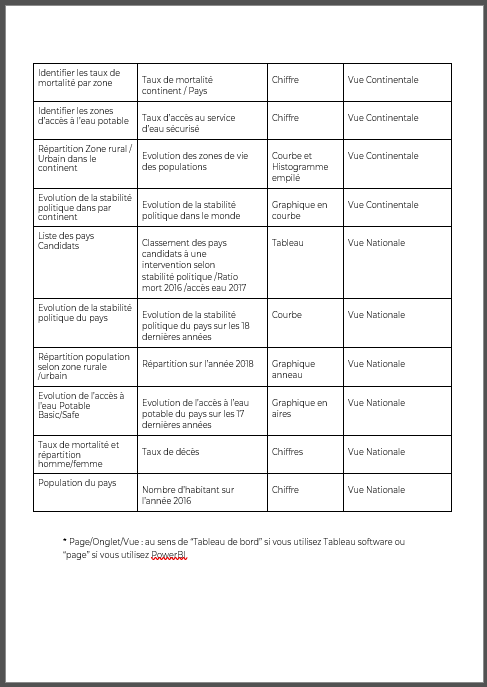 Identifier les taux de
mortalité par zone
Taux de mortalité
continent / Pays
Chiffre
Vue Continentale
Identifier les zones
d'accès à l'eau potable
Taux d'accès au service
d'eau sécurisé
Chiffre
Vue Continentale
Répartition Zone rural /
Urbain dans le
continent
Evolution des zones de vie
des populations
Courbe et
Histogramme
empilé
Vue Continentale
Evolution de la stabilité
politique dans par
continent
Evolution de la stabilité
politique dans le monde
Graphique en
courbe
Vue Continentale
Liste des pays
Candidats
Classement des pays
candidats à une
intervention selon
stabilité politique /Ratio
mort 2016 /accès eau 2017
Tableau
Vue Nationale
Evolution de la stabilité
politique du pays
Evolution de la stabilité
politique du pays sur les 18
dernières années
Courbe
Vue Nationale
Répartition population
selon zone rurale
/urbain
Répartition sur l'année 2018
Graphique
anneau
Vue Nationale
Evolution de l'accès à
l'eau Potable
Basic/Safe
Evolution de l'accès à l'eau
potable du pays sur les 17
dernières années
Graphique en
aires
Vue Nationale
Taux de mortalité et
répartition
homme/femme
Taux de décès
Chiffres
Vue Nationale
Population du pays
Nombre d'habitant sur
l'année 2016
Chiffre
Vue Nationale
* Page/Onglet/Vue : au sens de "Tableau de bord" si vous utilisez Tableau software ou
"page" si vous utilisez PowerBI.